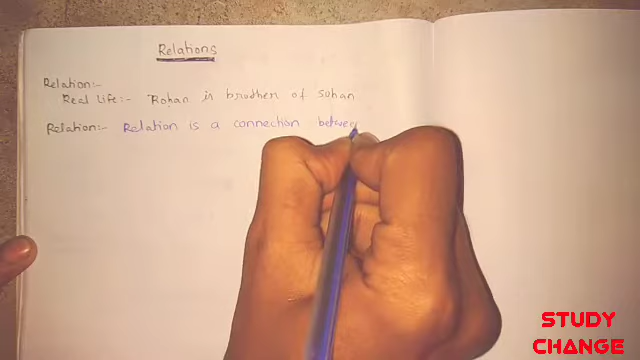 Relations
Relation:-
Real Life:- Rohan is brother of Sohan
Relation:- Relation is a connection between
STUDY
CHANGE